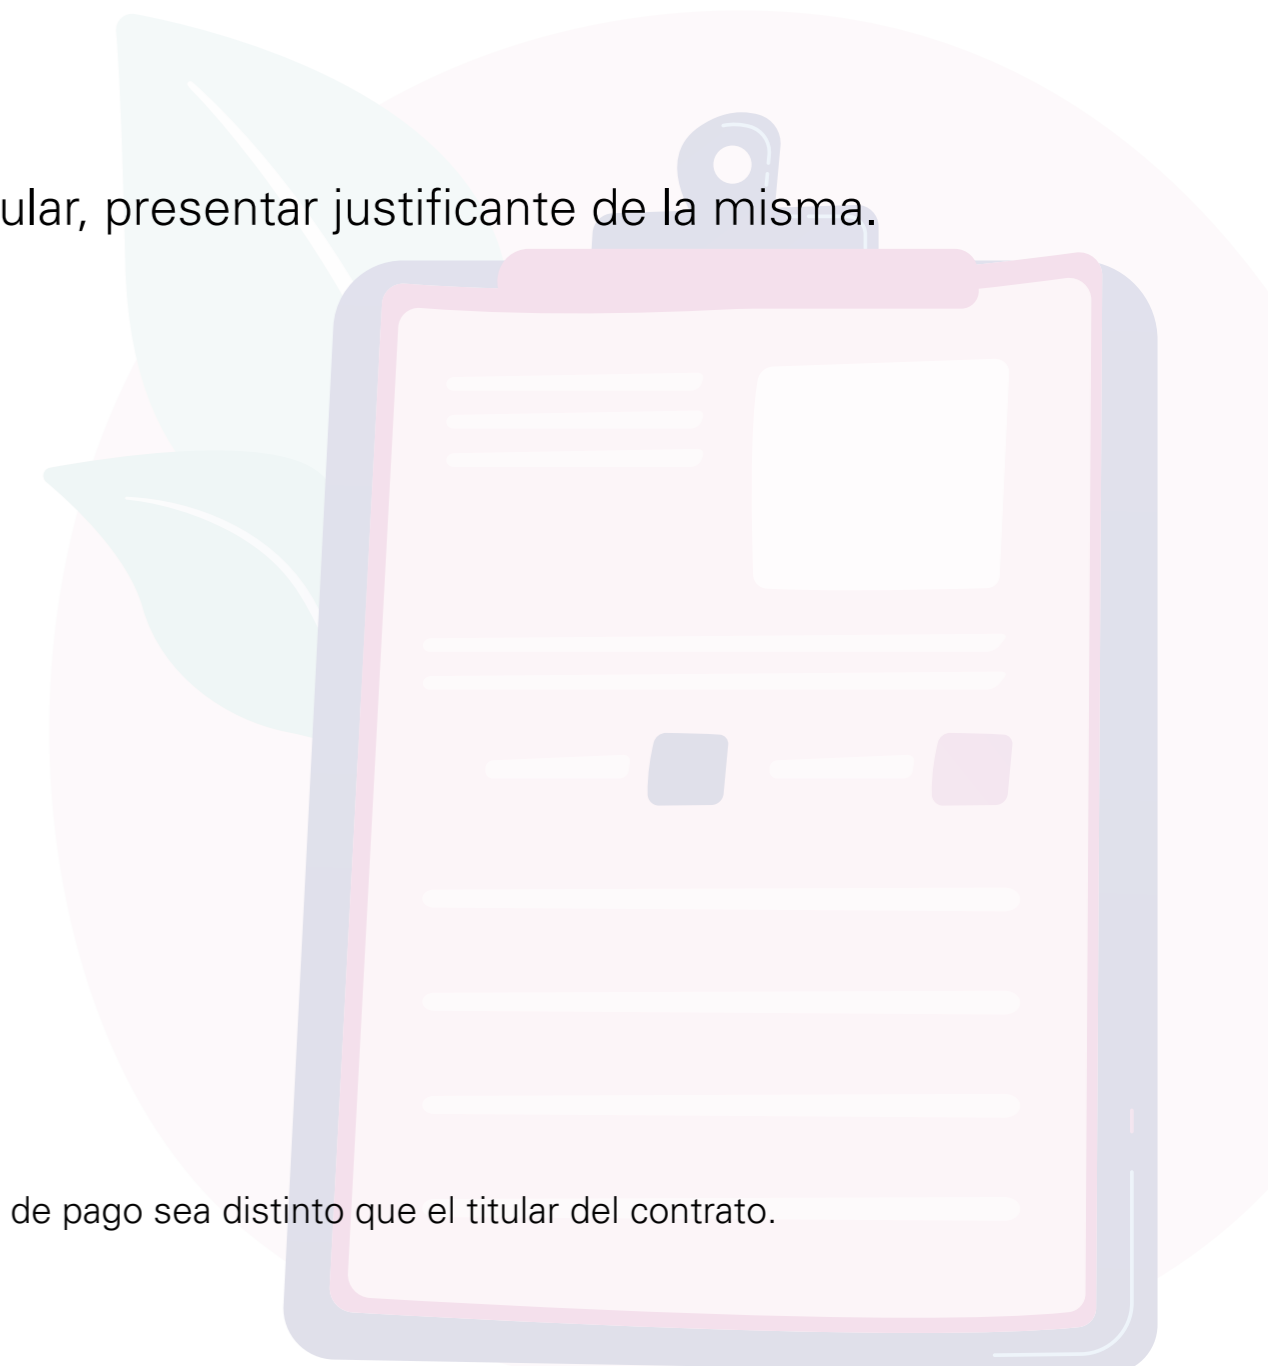 ular, presentar justificante de la misma.
de pago sea distinto que el titular del contrato.